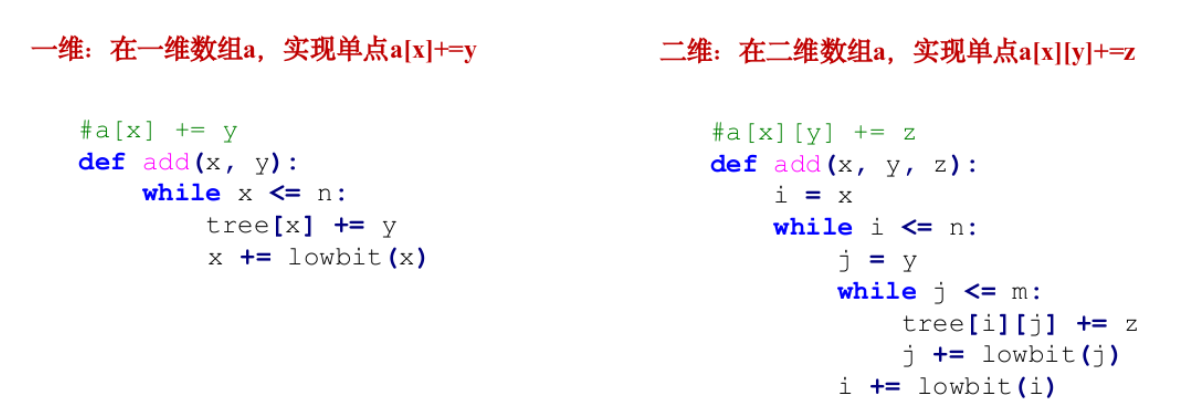 一维：在一维数组a，实现单点a[x]+=y
#a[x] += y
def add(x, y):
    while x <= n:
        tree[x] += y
        x += lowbit(x)
二维：在二维数组a，实现单点a[x][y]+=z
#a[x][y] += z
def add(x, y, z):
    i = x
    while i <= n:
        j = y
        while j <= m:
            tree[i][j] += z
            j += lowbit(j)
        i += lowbit(i)